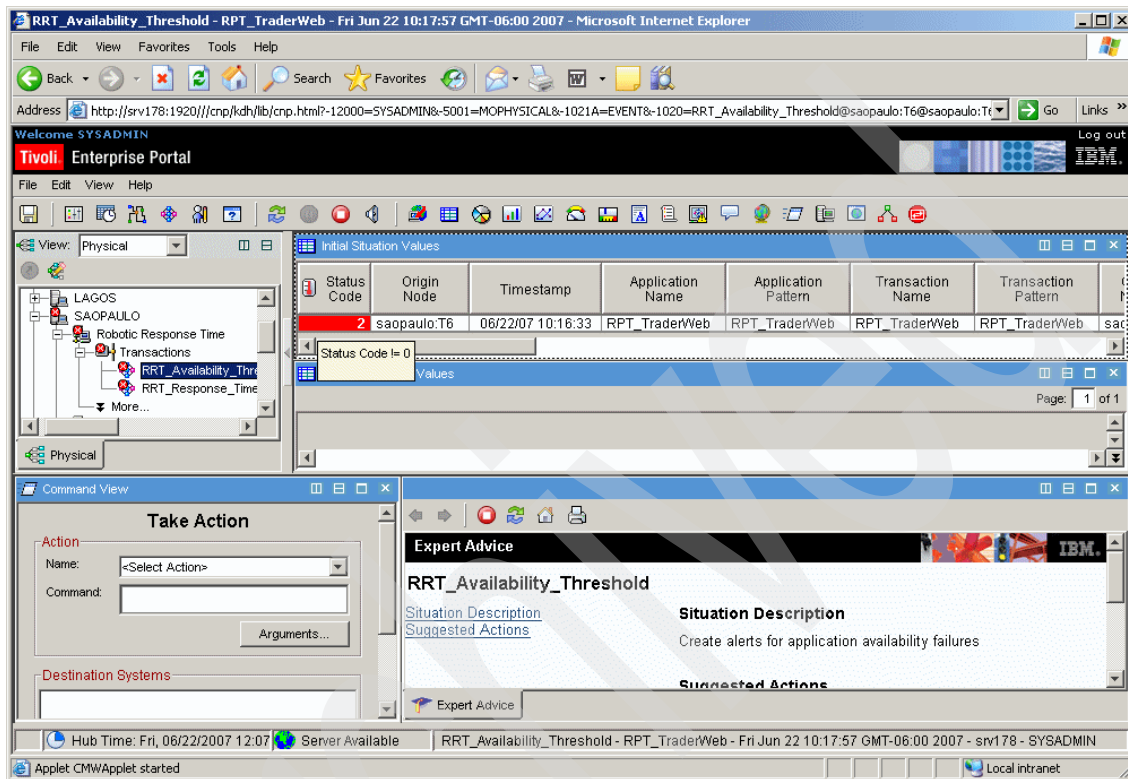 RRT_Availability_Threshold - RPT_TraderWeb - Fri Jun 22 10:17:57 GMT-06:00 2007 - Microsoft Internet Explorer
File Edit View Favorites Tools Help
Back Search Favorites
Address http://srv178:1920///cnp/kdh/lib/cnp.html?-12000=SYSADMIN&-5001=MOPHYSICAL&-1021A=EVENT&-1020=RRT_Availability_Threshold@saopaulo:T6@saopaulo:T6 Go Links »
Welcome SYSADMIN Log out
Tivoli. Enterprise Portal IBM.
File Edit View Help
View: Physical
Initial Situation Values
LAGOS
SAOPAULO
Robotic Response Time
Transactions
RRT_Availability_Thre
RRT_Response_Time
More...
Physical
Status Code Origin Node Timestamp Application Name Application Pattern Transaction Name Transaction Pattern
2 saopaulo:T6 06/22/07 10:16:33 RPT_TraderWeb RPT_TraderWeb RPT_TraderWeb RPT_TraderWeb sao
Status Code != 0
Values
Page: 1 of 1
Command View
Take Action
Action
Name: <Select Action>
Command:
Arguments...
Destination Systems
Expert Advice IBM.
RRT_Availability_Threshold
Situation Description
Suggested Actions
Situation Description
Create alerts for application availability failures
Suggested Actions
Expert Advice
Hub Time: Fri, 06/22/2007 12:07 Server Available RRT_Availability_Threshold - RPT_TraderWeb - Fri Jun 22 10:17:57 GMT-06:00 2007 - srv178 - SYSADMIN
Applet CMWApplet started Local intranet